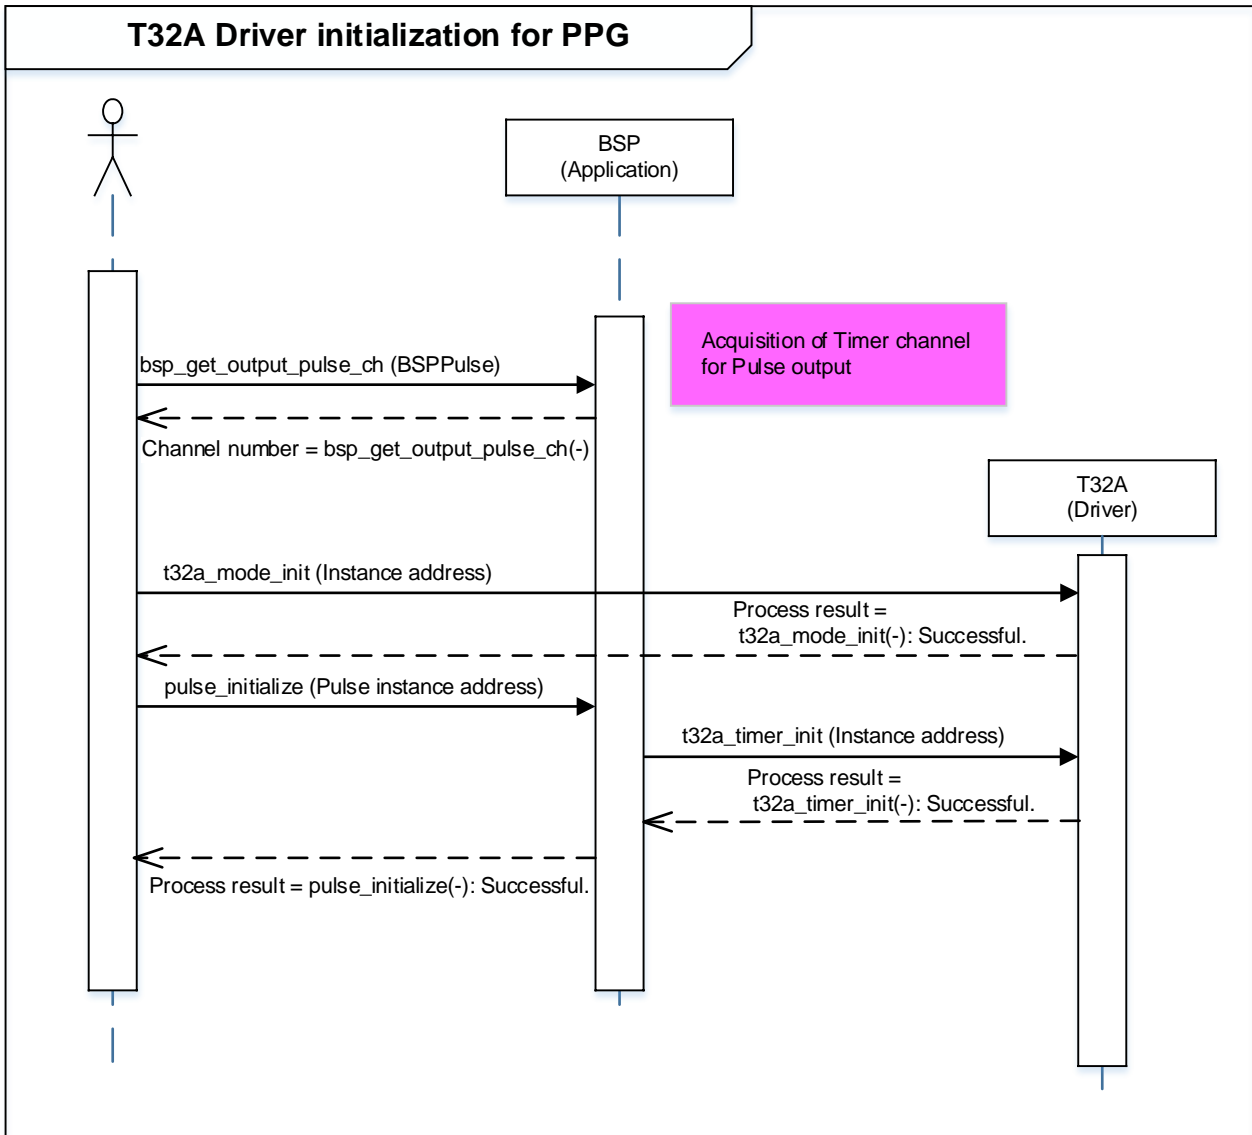 T32A Driver initialization for PPG
BSP
(Application)
Acquisition of Timer channel
for Pulse output
bsp_get_output_pulse_ch (BSPPulse)
Channel number = bsp_get_output_pulse_ch(-)
T32A
(Driver)
t32a_mode_init (Instance address)
Process result =
t32a_mode_init(-): Successful.
pulse_initialize (Pulse instance address)
t32a_timer_init (Instance address)
Process result =
t32a_timer_init(-): Successful.
Process result = pulse_initialize(-): Successful.